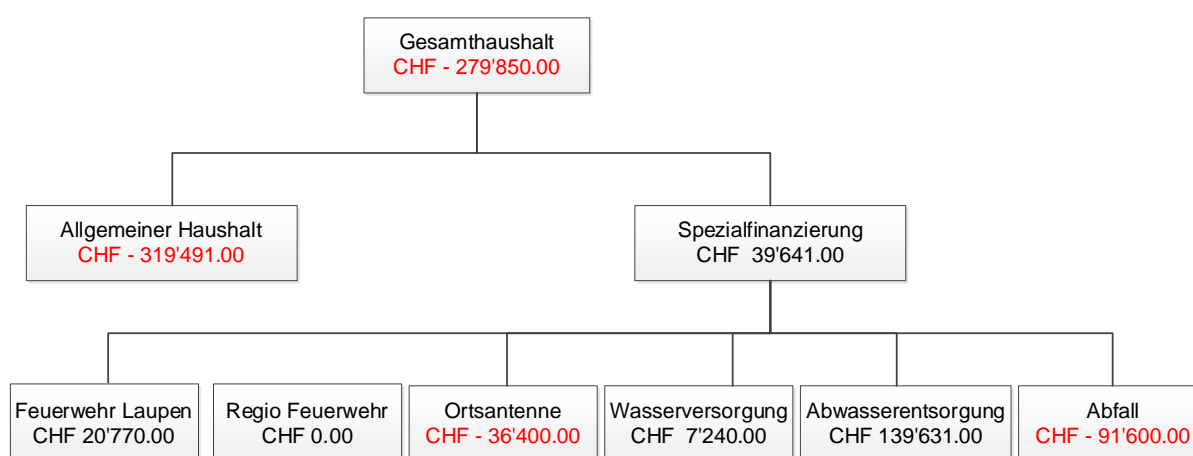 Gesamthaushalt
CHF - 279'850.00
Allgemeiner Haushalt
CHF - 319'491.00
Spezialfinanzierung
CHF 39'641.00
Feuerwehr Laupen
CHF 20'770.00
Regio Feuerwehr
CHF 0.00
Ortsantenne
CHF - 36'400.00
Wasserversorgung
CHF 7'240.00
Abwasserentsorgung
CHF 139'631.00
Abfall
CHF - 91'600.00